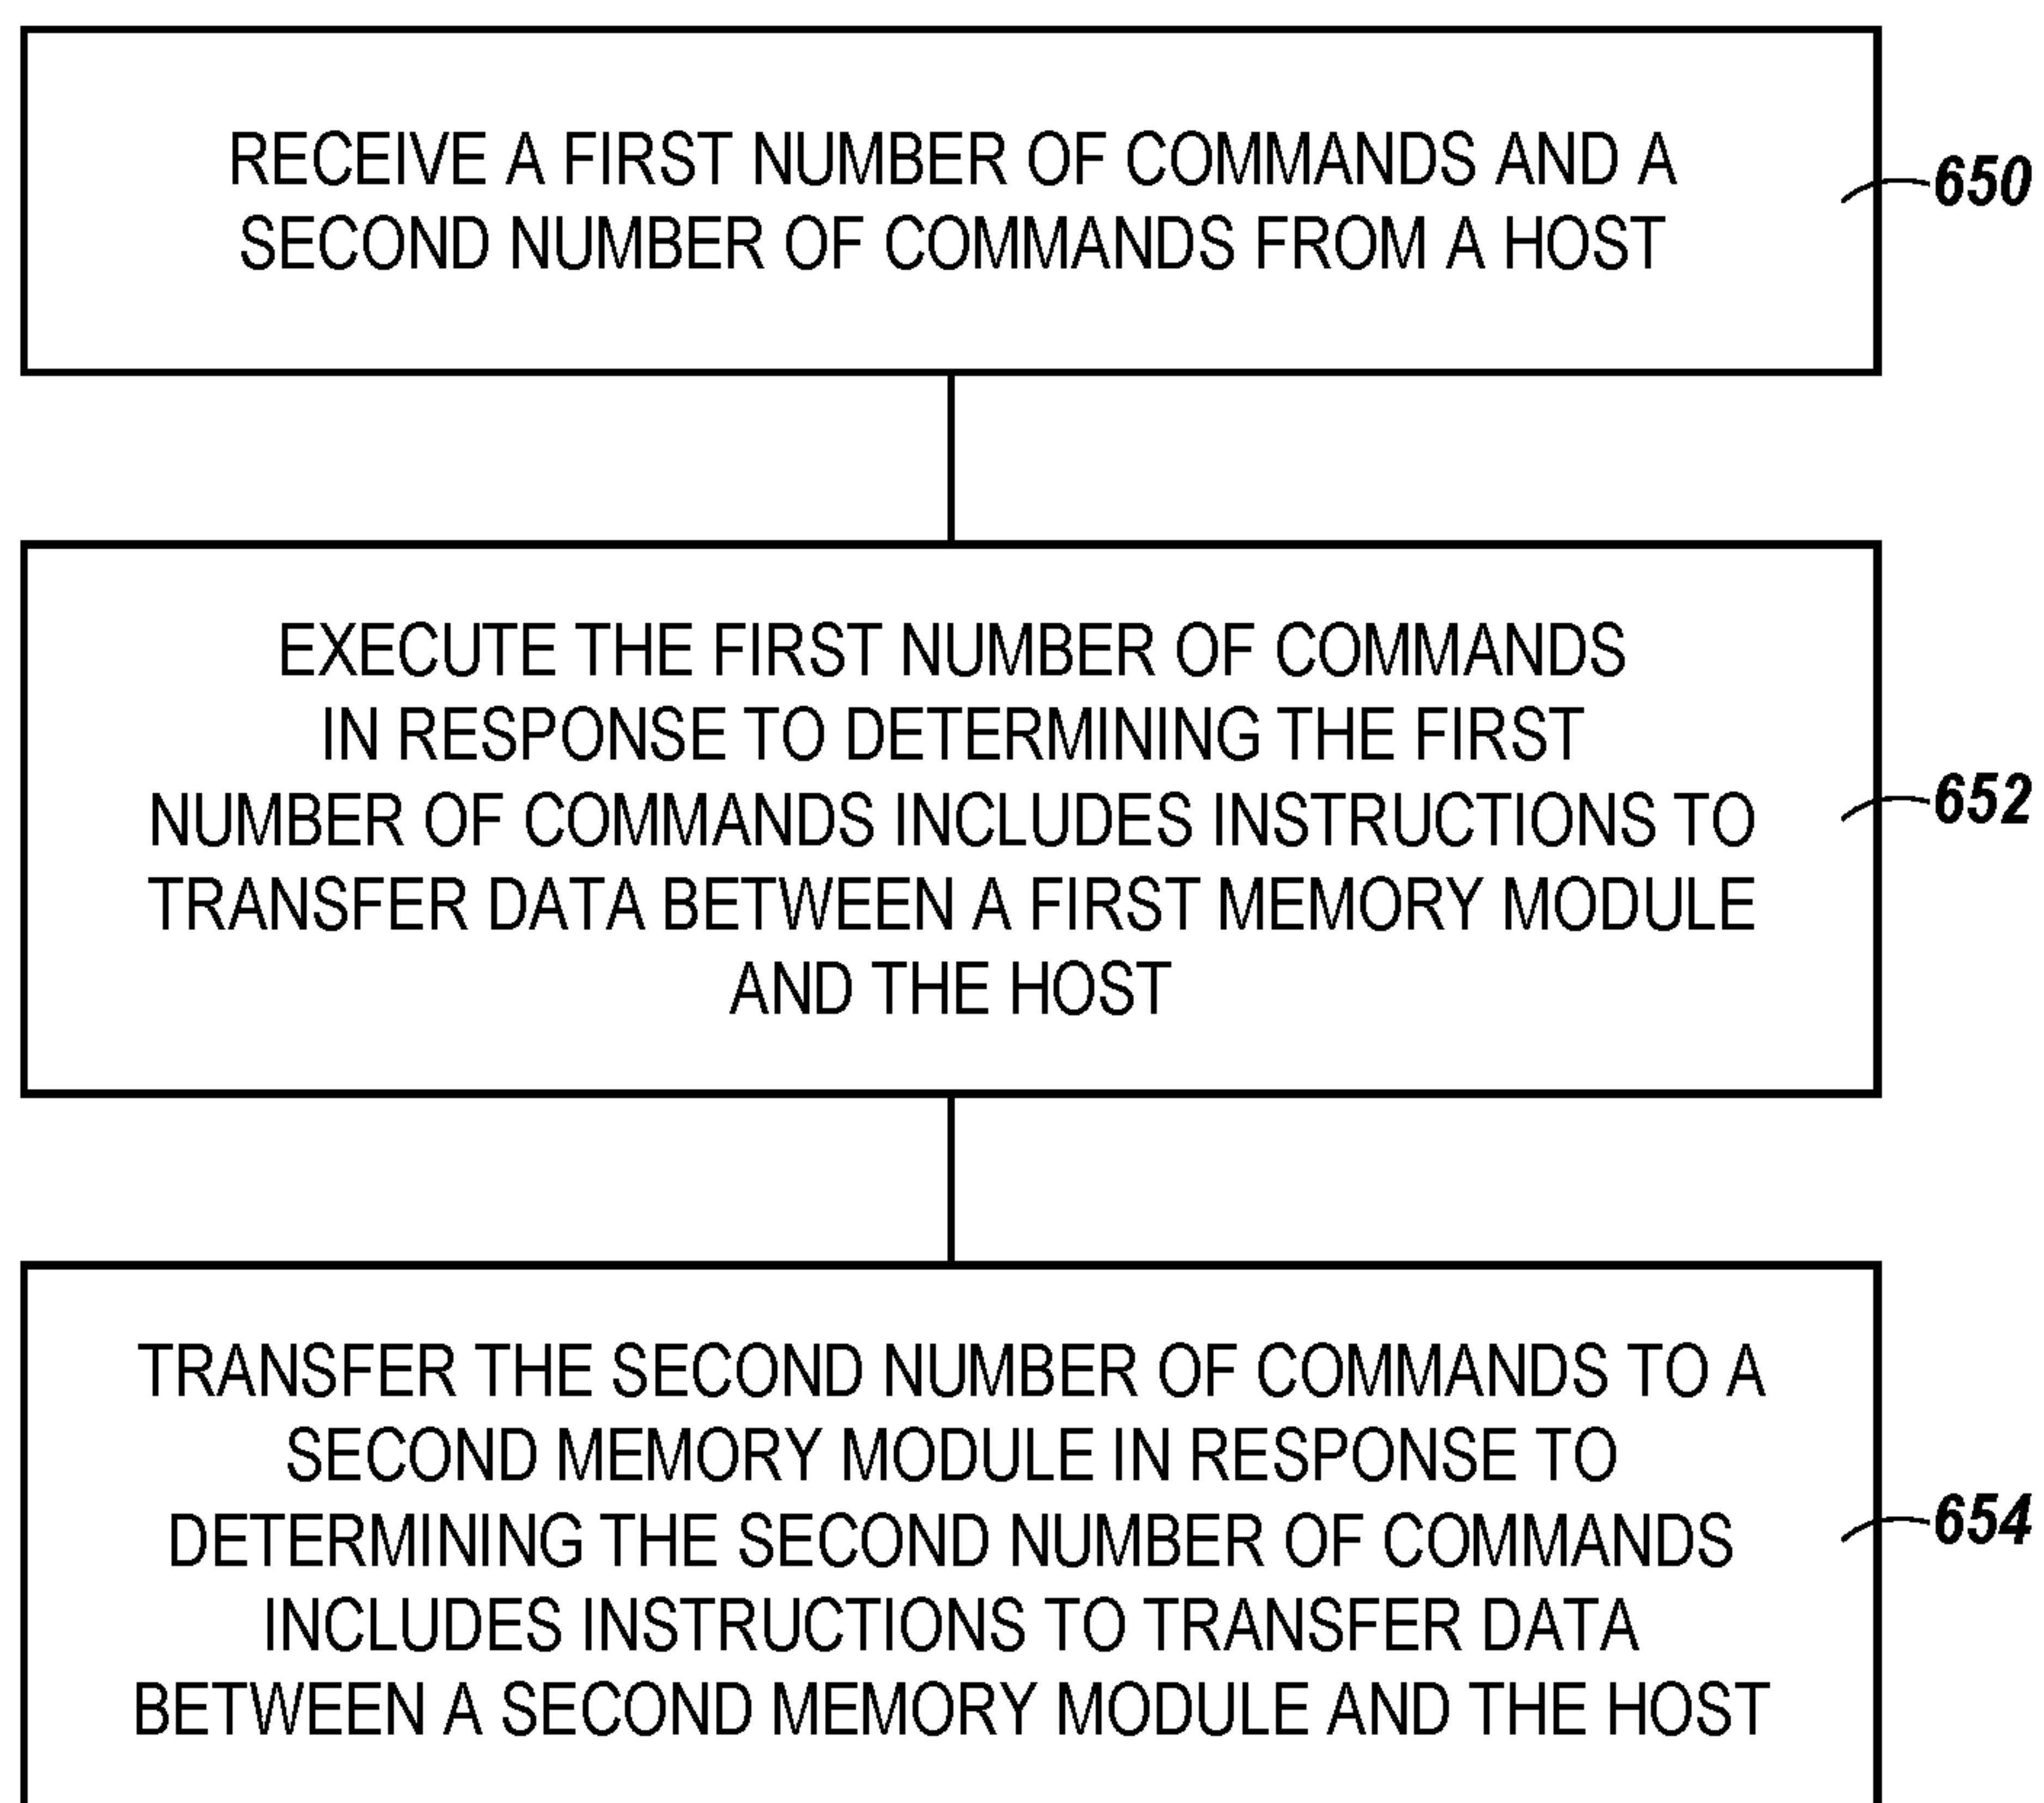 RECEIVE A FIRST NUMBER OF COMMANDS AND A
SECOND NUMBER OF COMMANDS FROM A HOST
650
EXECUTE THE FIRST NUMBER OF COMMANDS
IN RESPONSE TO DETERMINING THE FIRST
NUMBER OF COMMANDS INCLUDES INSTRUCTIONS TO
TRANSFER DATA BETWEEN A FIRST MEMORY MODULE
AND THE HOST
652
TRANSFER THE SECOND NUMBER OF COMMANDS TO A
SECOND MEMORY MODULE IN RESPONSE TO
DETERMINING THE SECOND NUMBER OF COMMANDS
INCLUDES INSTRUCTIONS TO TRANSFER DATA
BETWEEN A SECOND MEMORY MODULE AND THE HOST
654